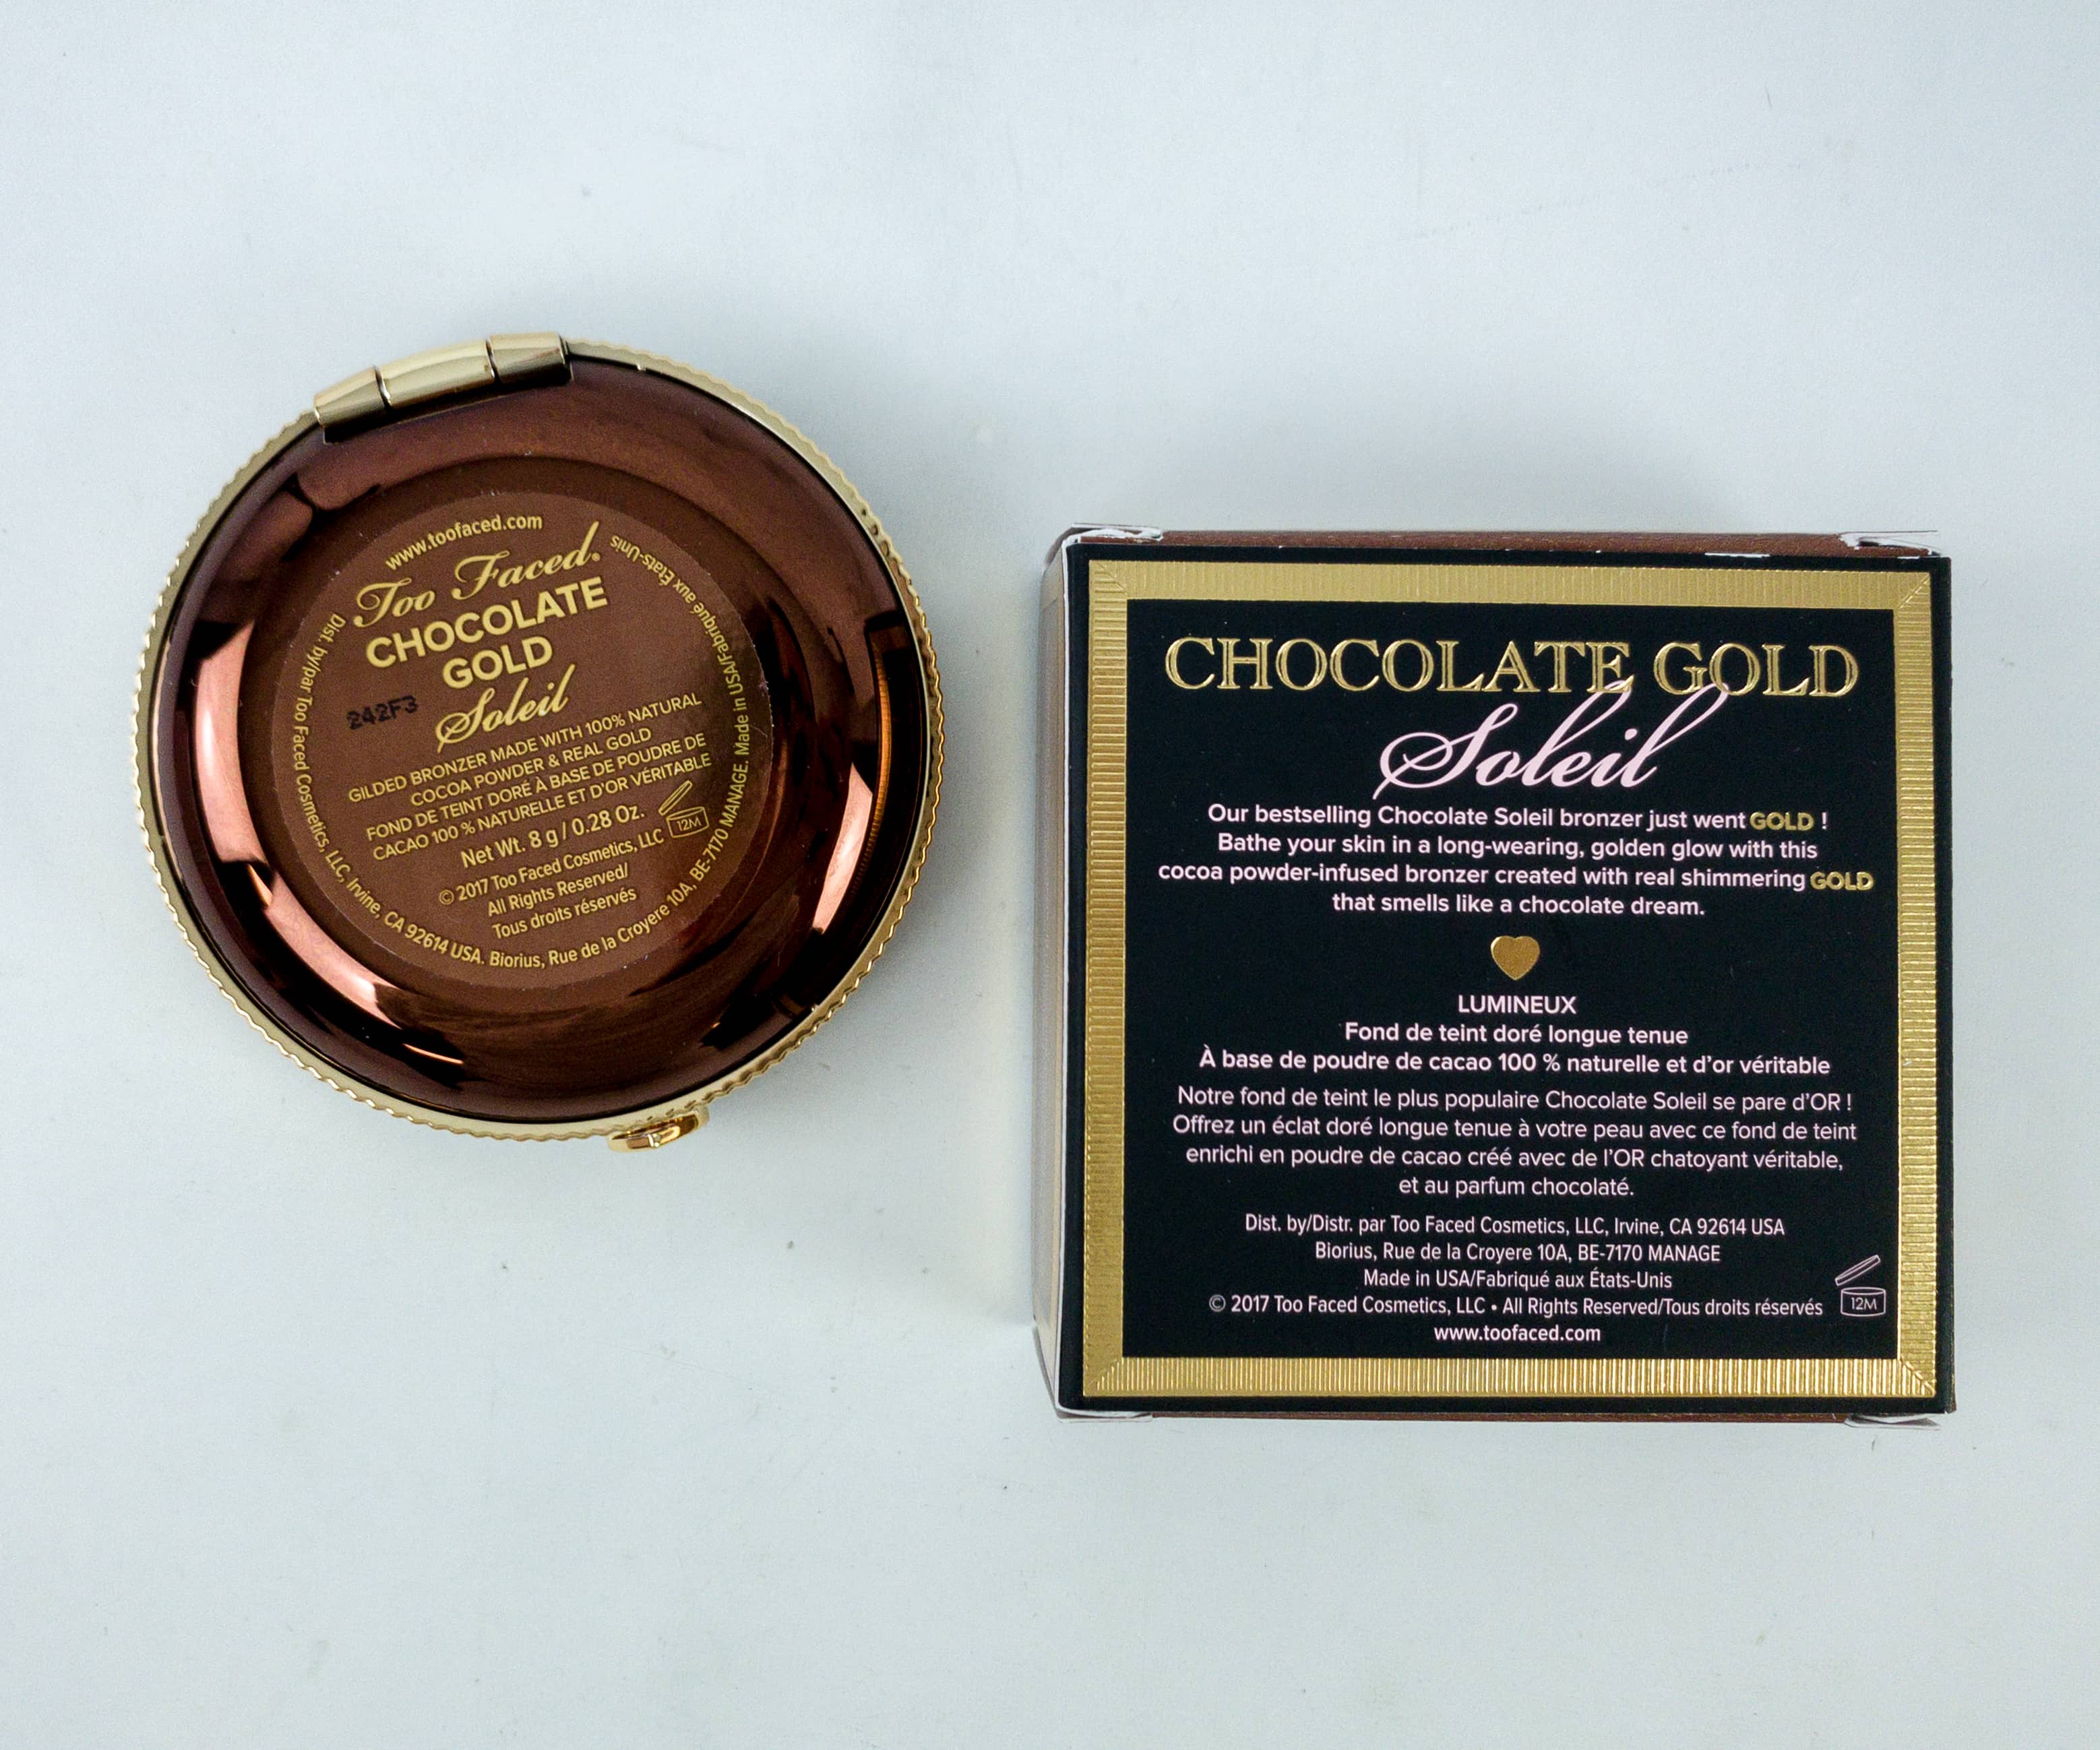 www.toofaced.com
Too Faced®
CHOCOLATE
GOLD
Soleil
242F3
GILDED BRONZER MADE WITH 100% NATURAL
COCOA POWDER & REAL GOLD
FOND DE TEINT DORÉ À BASE DE POUDRE DE
CACAO 100 % NATURELLE ET D'OR VÉRITABLE
Net Wt. 8 g / 0.28 Oz.
12M
© 2017 Too Faced Cosmetics, LLC
All Rights Reserved/
Tous droits réservés
Dist. by/par Too Faced Cosmetics, LLC, Irvine, CA 92614 USA. Biorius, Rue de la Croyere 10A, BE-7170 MANAGE. Made in USA/Fabriqué aux États-Unis
CHOCOLATE GOLD
Soleil
Our bestselling Chocolate Soleil bronzer just went GOLD !
Bathe your skin in a long-wearing, golden glow with this
cocoa powder-infused bronzer created with real shimmering GOLD
that smells like a chocolate dream.
LUMINEUX
Fond de teint doré longue tenue
À base de poudre de cacao 100 % naturelle et d'or véritable
Notre fond de teint le plus populaire Chocolate Soleil se pare d'OR !
Offrez un éclat doré longue tenue à votre peau avec ce fond de teint
enrichi en poudre de cacao créé avec de l'OR chatoyant véritable,
et au parfum chocolaté.
Dist. by/Distr. par Too Faced Cosmetics, LLC, Irvine, CA 92614 USA
Biorius, Rue de la Croyere 10A, BE-7170 MANAGE
Made in USA/Fabriqué aux États-Unis
© 2017 Too Faced Cosmetics, LLC • All Rights Reserved/Tous droits réservés
12M
www.toofaced.com